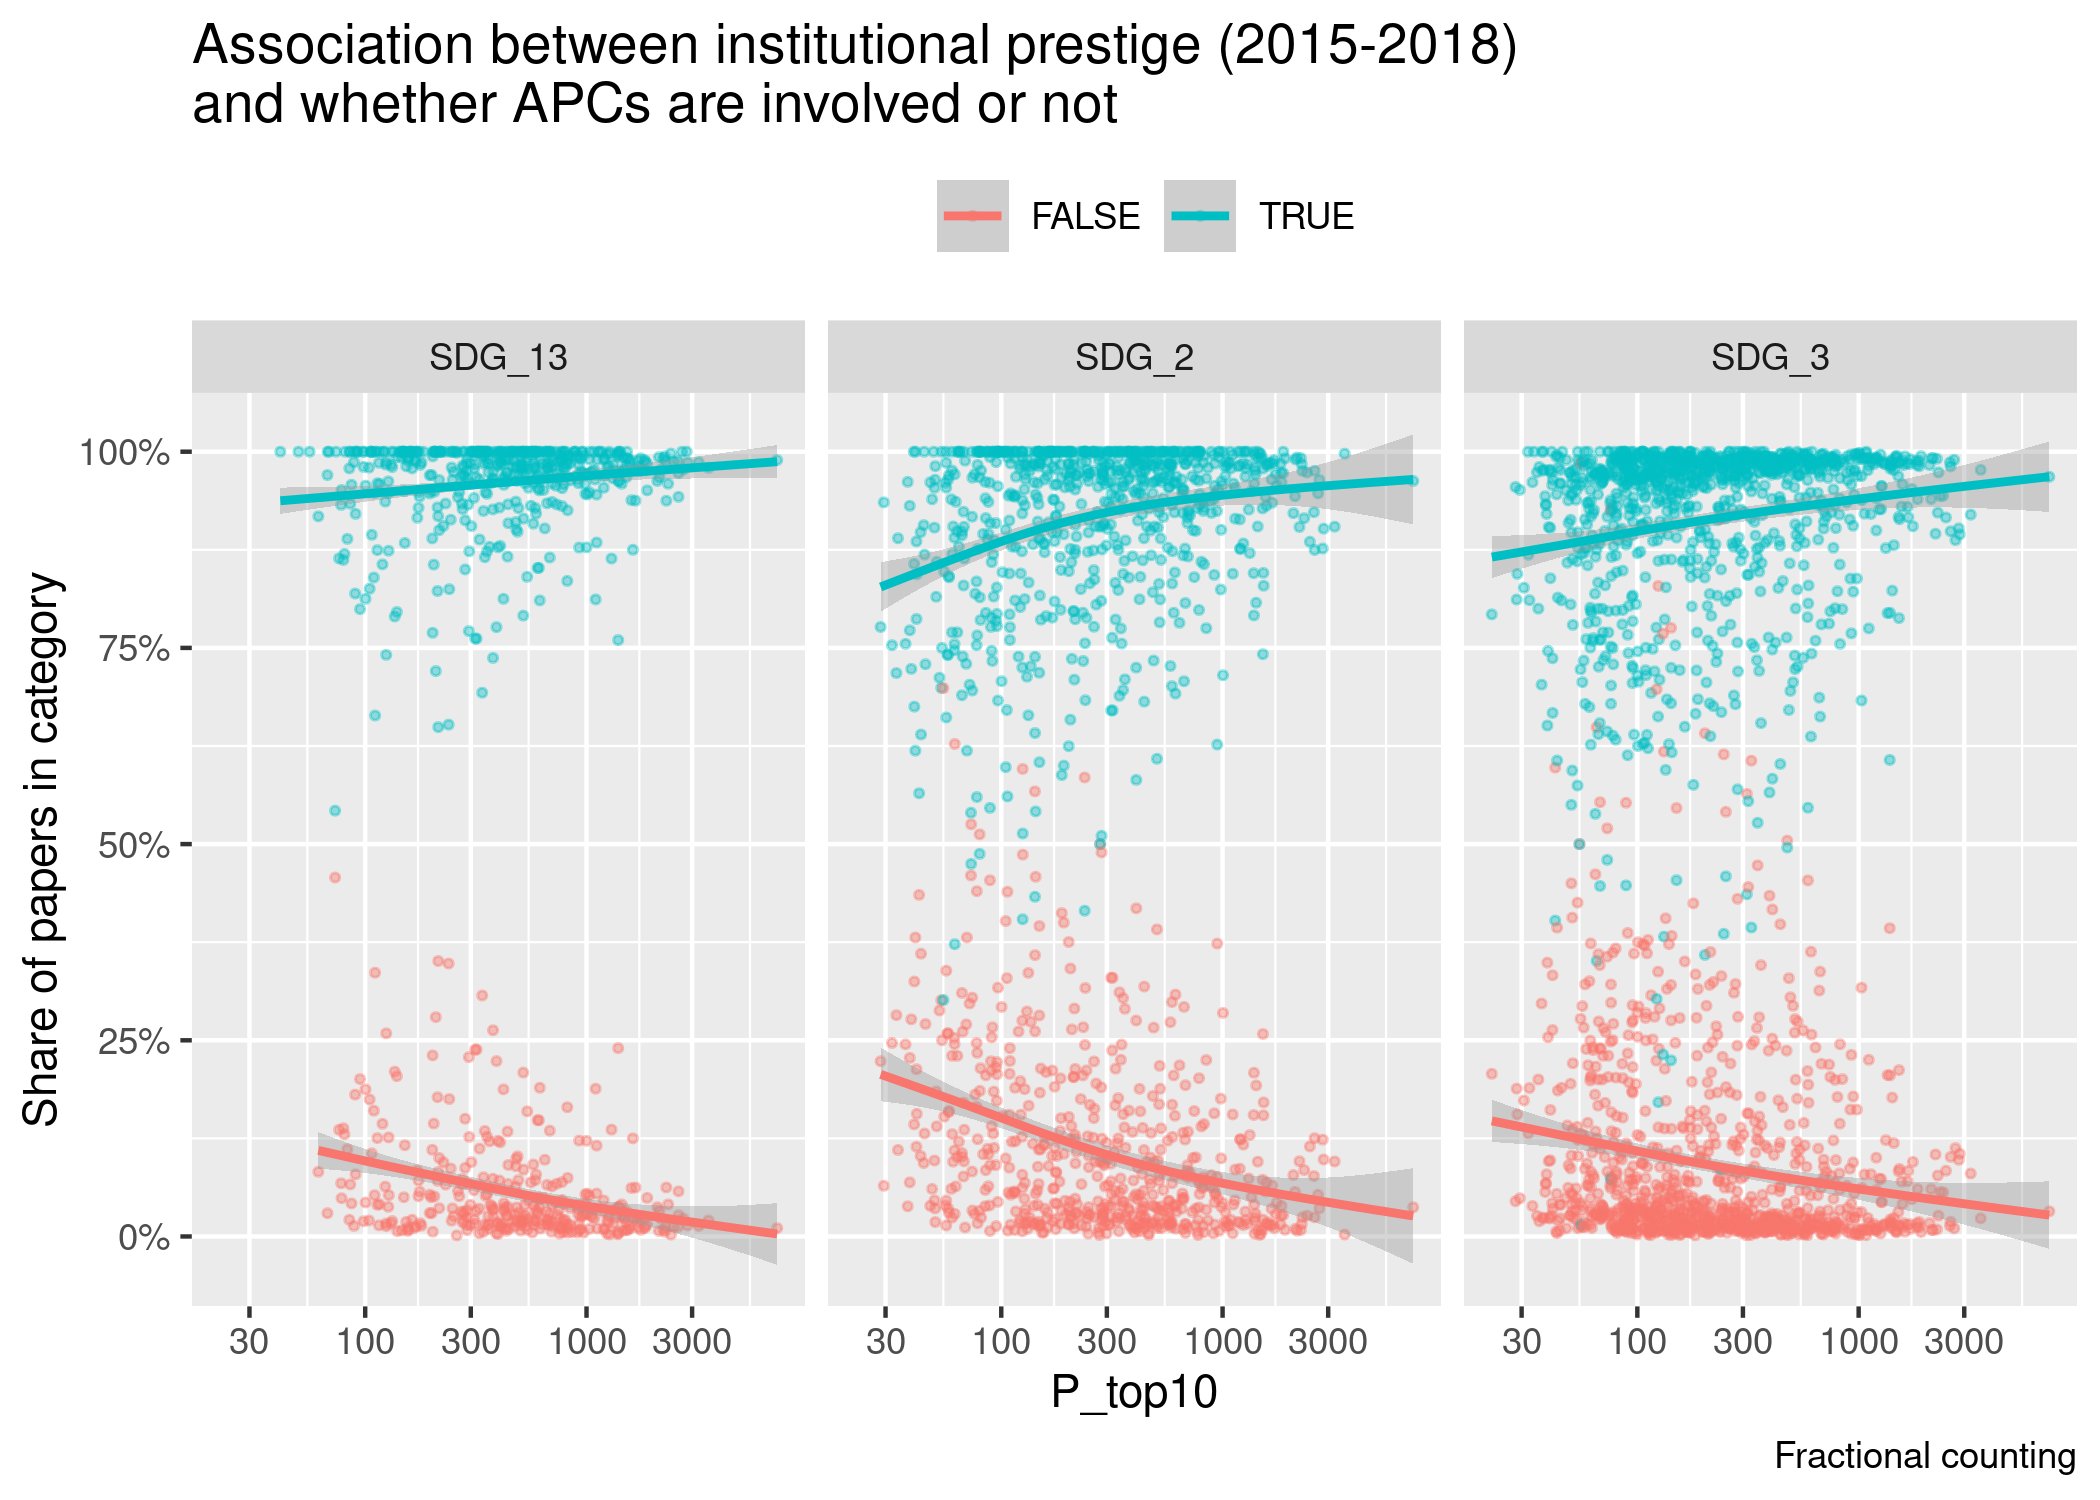 Association between institutional prestige (2015-2018)
and whether APCs are involved or not
FALSE TRUE
SDG_13 SDG_2 SDG_3
Share of papers in category
100%
75%
50%
25%
0%
30 100 300 1000 3000 30 100 300 1000 3000 30 100 300 1000 3000
P_top10
Fractional counting